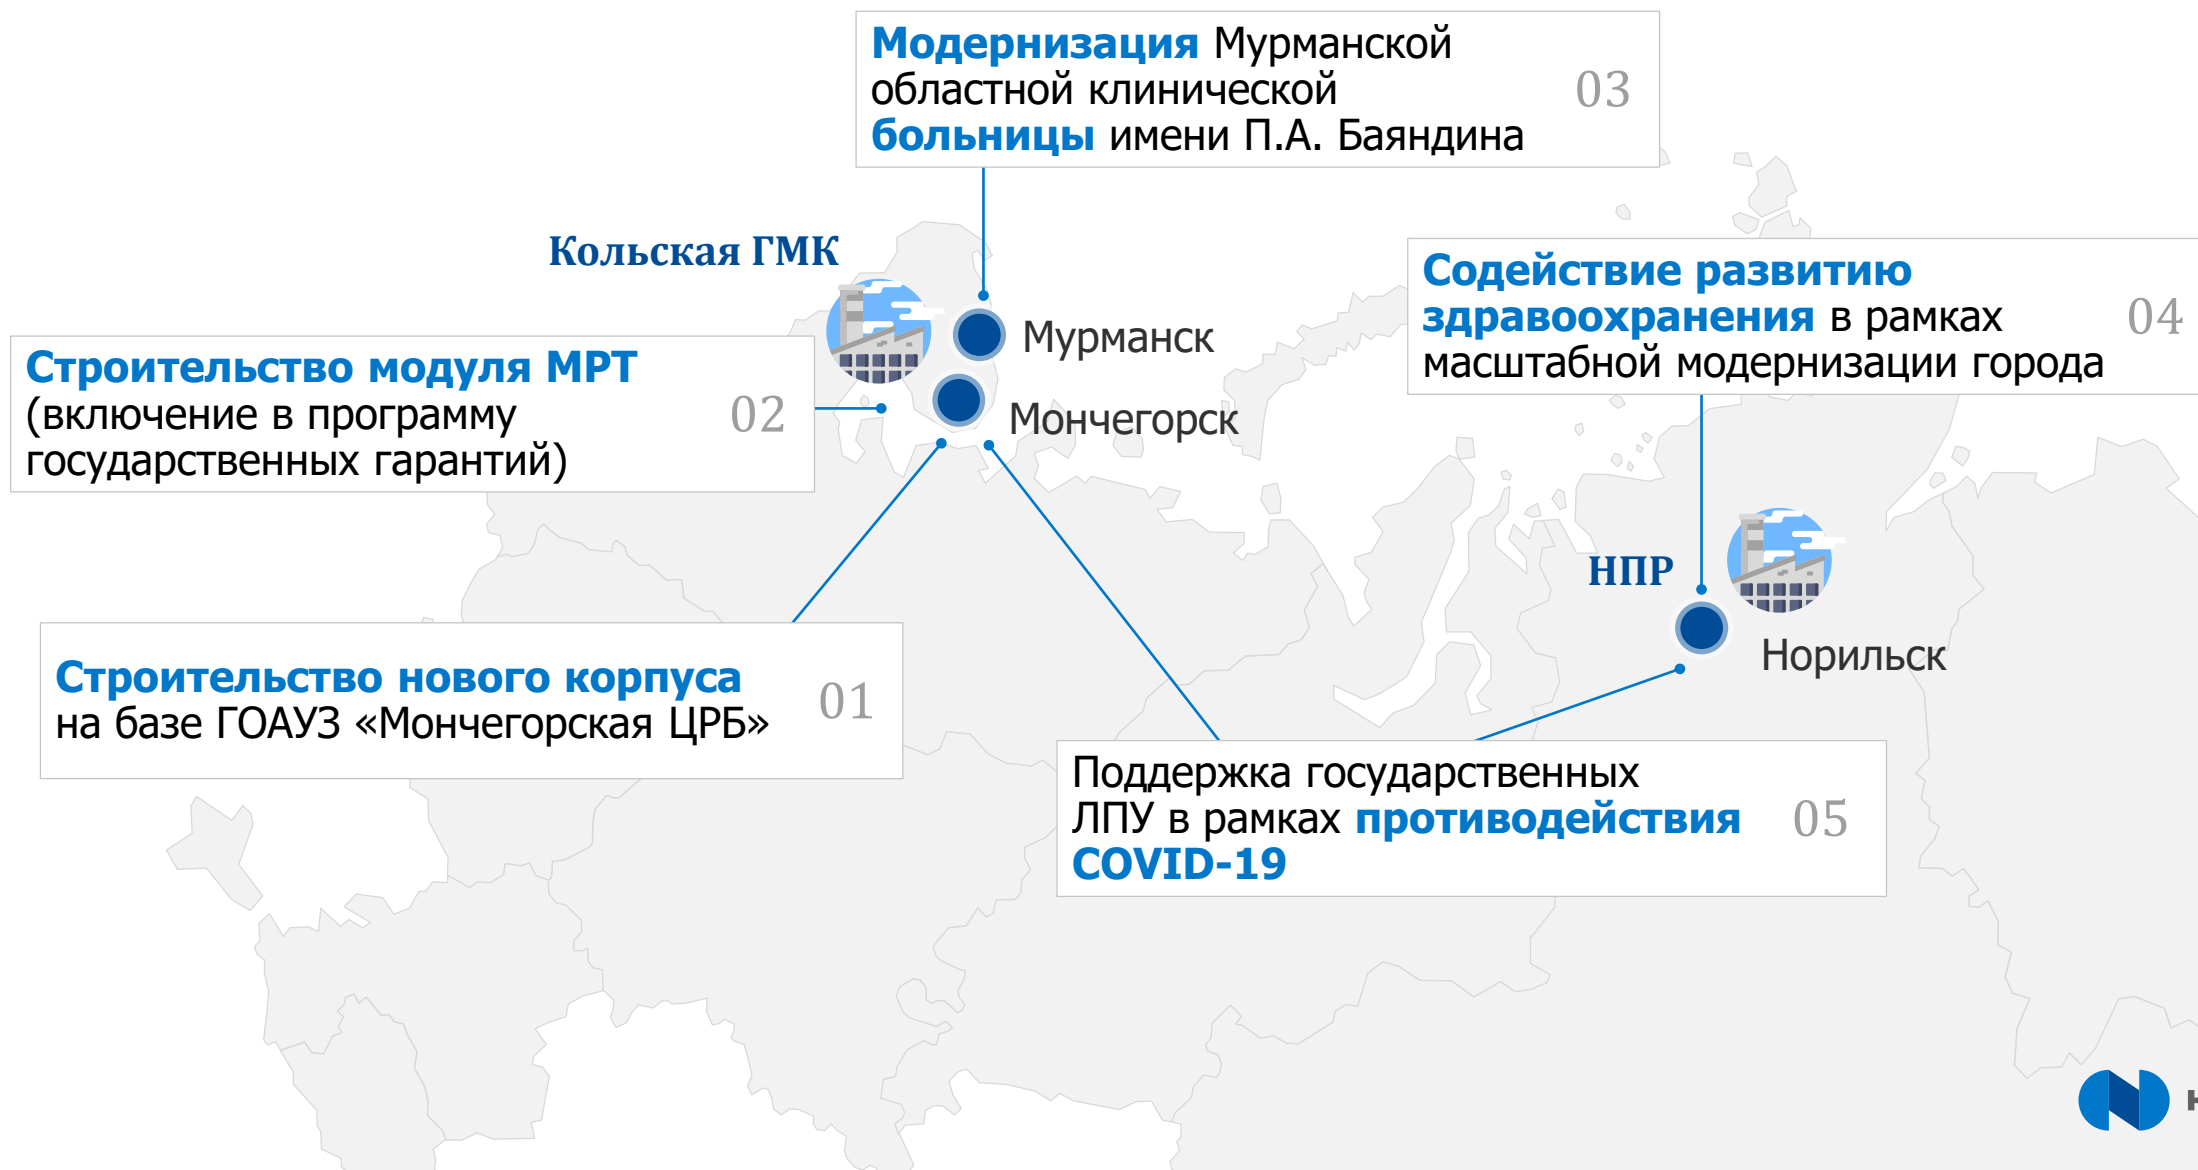 Модернизация Мурманской
областной клинической
больницы имени П.А. Баяндина
03
Кольская ГМК
Мурманск
Мончегорск
Содействие развитию
здравоохранения в рамках
масштабной модернизации города
04
Строительство модуля МРТ
(включение в программу
государственных гарантий)
02
НПР
Норильск
Строительство нового корпуса
на базе ГОАУЗ «Мончегорская ЦРБ»
01
Поддержка государственных
ЛПУ в рамках противодействия
COVID-19
05